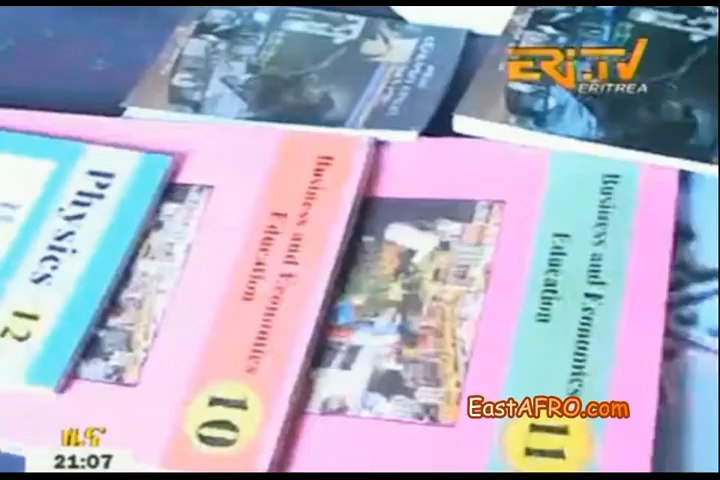 ERi-TV
ERITREA
Physics 12
Business and Economics
Education
10
Business and Economics
Education
11
EastAFRO.com
ዜና
21:07